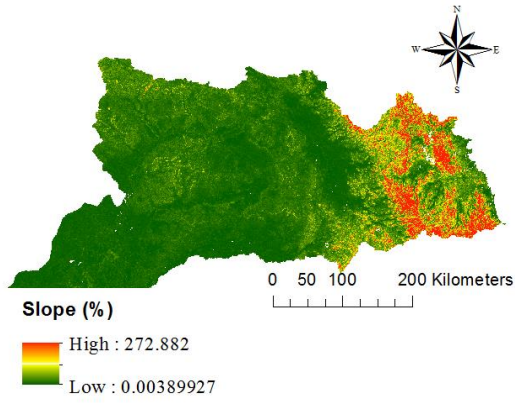 N
W E
S
0 50 100 200 Kilometers
Slope (%)
High : 272.882
Low : 0.00389927